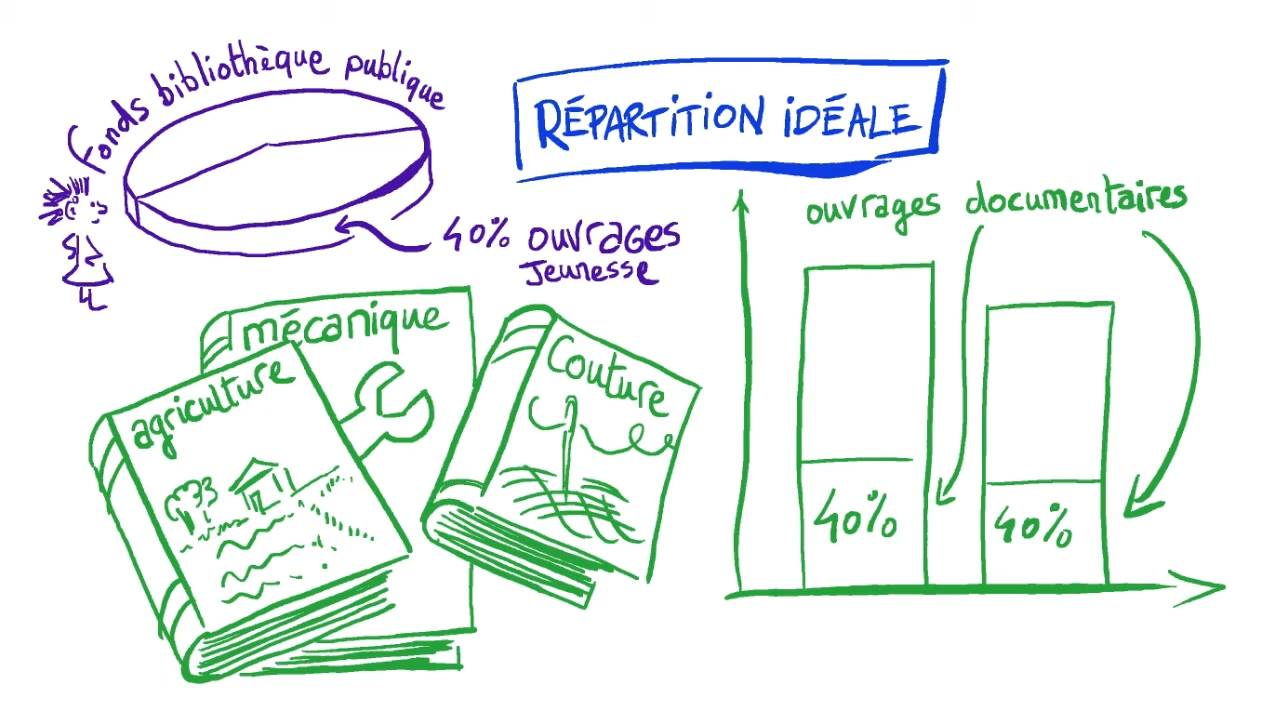 Fonds bibliothèque publique
RÉPARTITION IDÉALE
40% ouvrages
Jeunesse
ouvrages documentaires
mécanique
agriculture
Couture
40%
40%